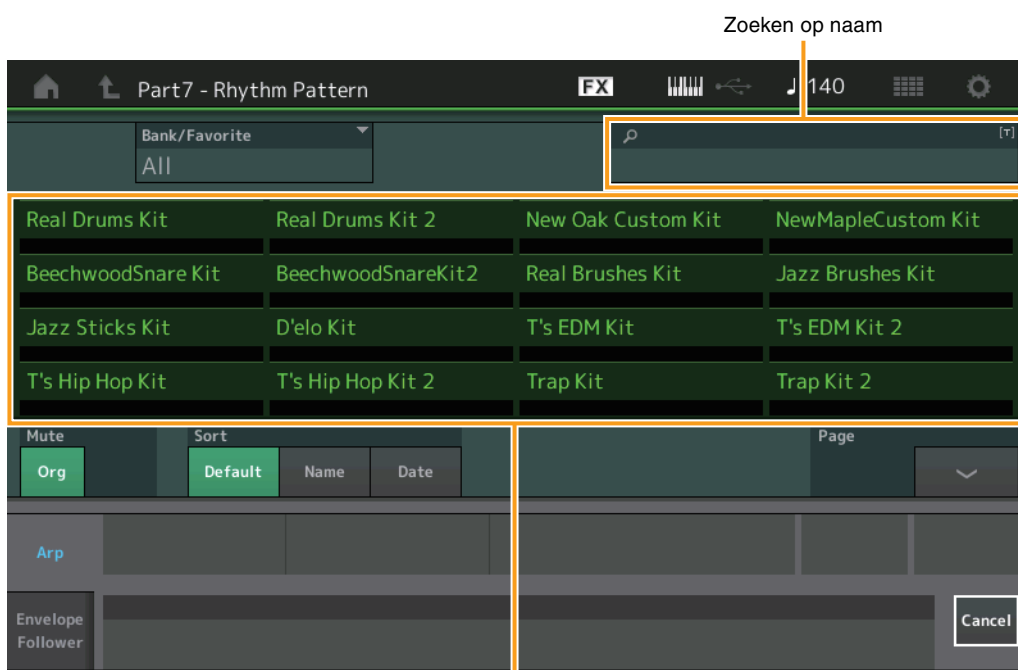 Zoeken op naam
Part7 - Rhythm Pattern FX ♩ 140
Bank/Favorite
All
[T]
Real Drums Kit Real Drums Kit 2 New Oak Custom Kit NewMapleCustom Kit
BeechwoodSnare Kit BeechwoodSnareKit2 Real Brushes Kit Jazz Brushes Kit
Jazz Sticks Kit D'elo Kit T's EDM Kit T's EDM Kit 2
T's Hip Hop Kit T's Hip Hop Kit 2 Trap Kit Trap Kit 2
Mute Sort Page
Org Default Name Date
Arp
Envelope
Follower
Cancel